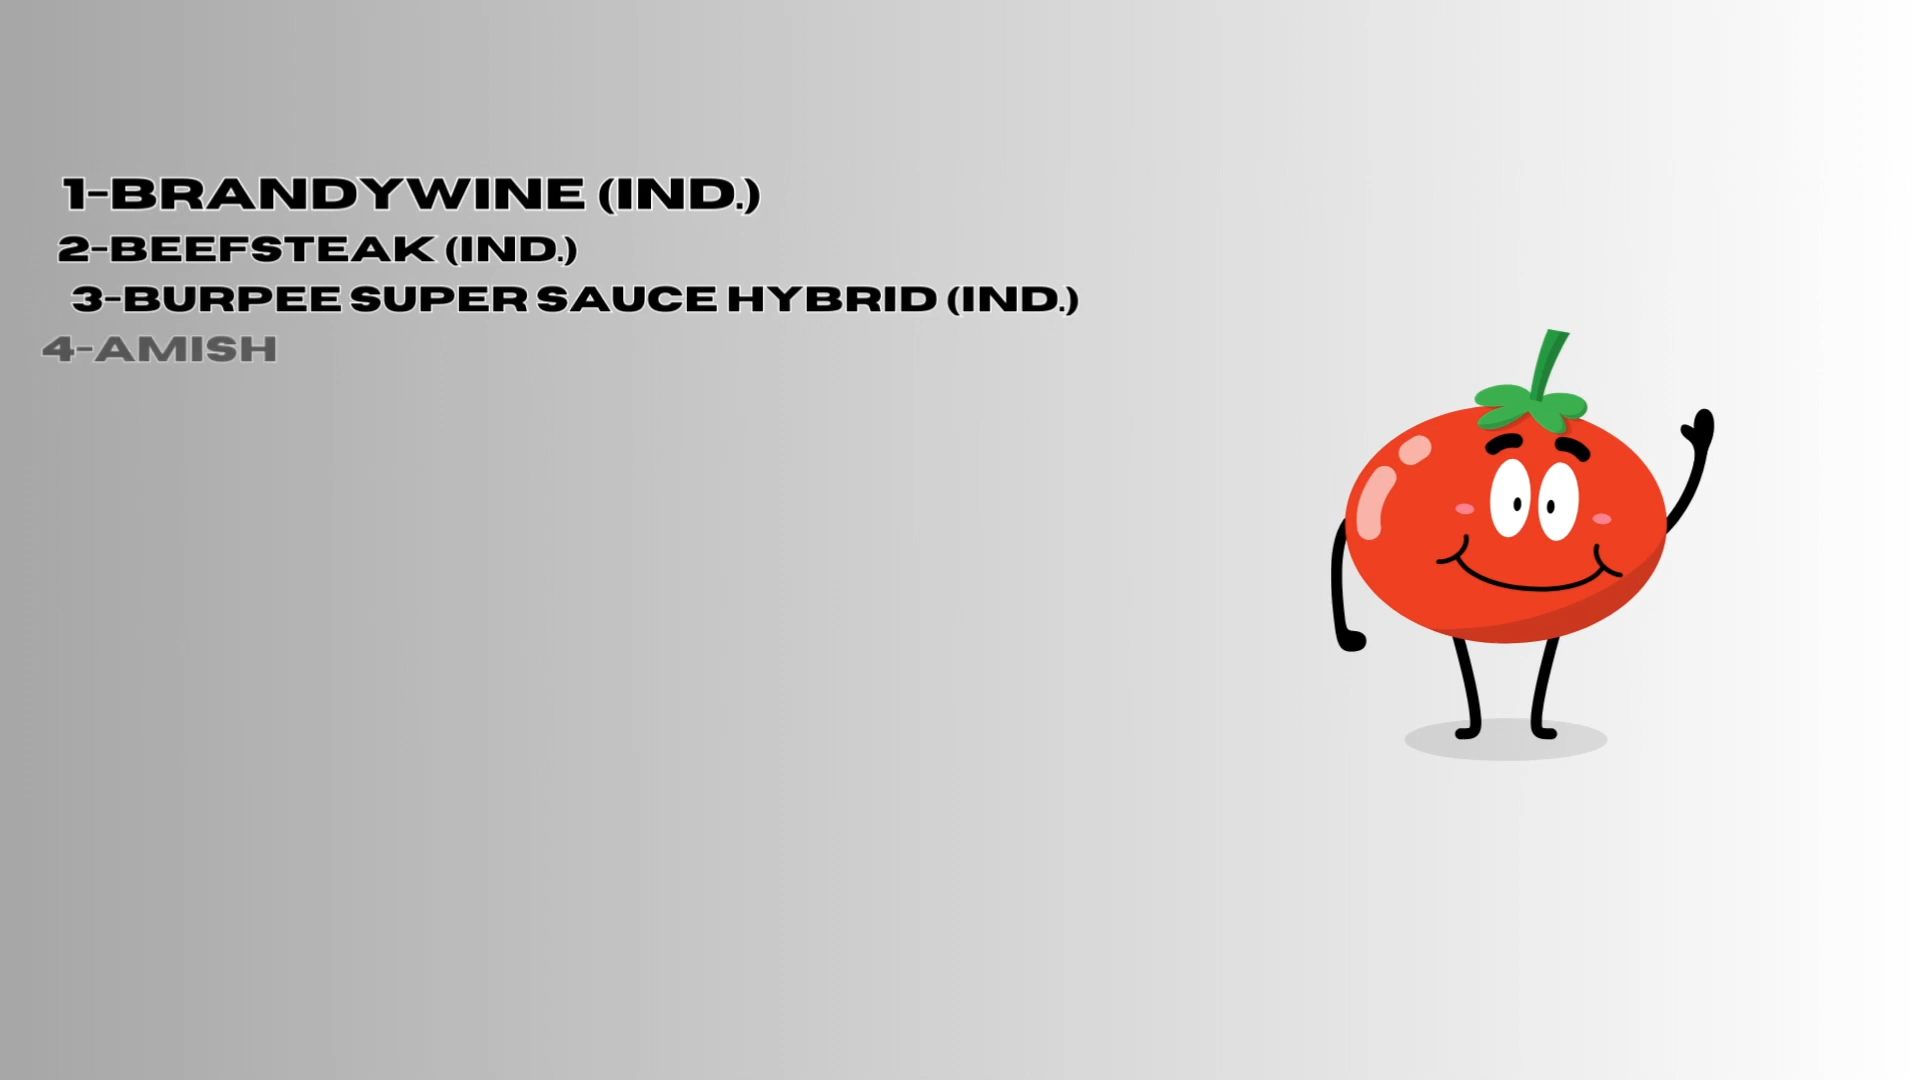 1-BRANDYWINE (IND.)
2-BEEFSTEAK (IND.)
3-BURPEE SUPER SAUCE HYBRID (IND.)
4-AMISH